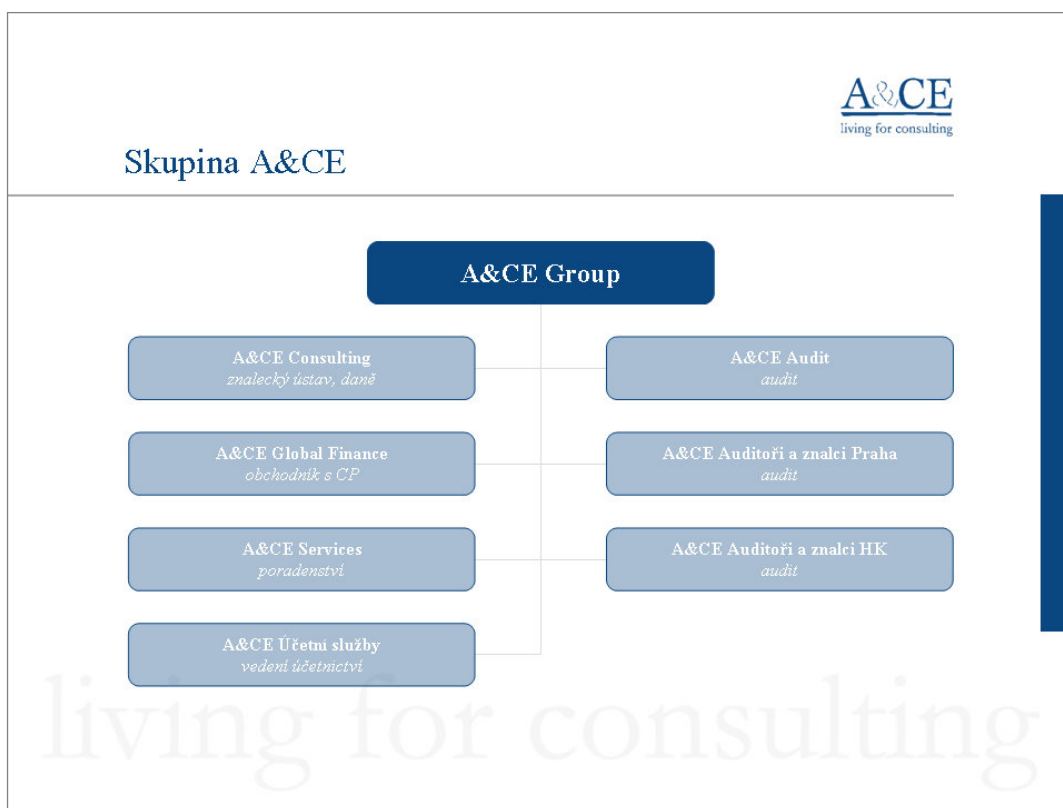 A&CE
living for consulting
Skupina A&CE
A&CE Group
A&CE Consulting
znalecký ústav, daně
A&CE Audit
audit
A&CE Global Finance
obchodník s CP
A&CE Auditoři a znalci Praha
audit
A&CE Services
poradenství
A&CE Auditoři a znalci HK
audit
A&CE Účetní služby
vedení účetnictví
living for consulting